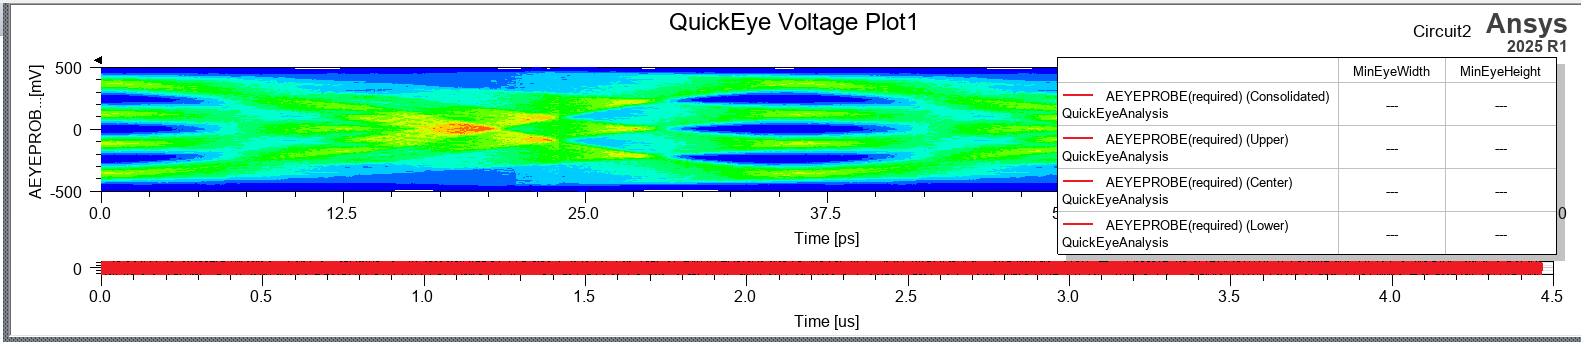 QuickEye Voltage Plot1
Circuit2 Ansys
2025 R1
MinEyeWidth MinEyeHeight
AEYEPROBE(required) (Consolidated)
QuickEyeAnalysis --- ---
AEYEPROBE(required) (Upper)
QuickEyeAnalysis --- ---
AEYEPROBE(required) (Center)
QuickEyeAnalysis --- ---
AEYEPROBE(required) (Lower)
QuickEyeAnalysis --- ---
AEYEPROB...[mV]
500
0
-500
0.0 12.5 25.0 37.5 5 0
Time [ps]
0
0.0 0.5 1.0 1.5 2.0 2.5 3.0 3.5 4.0 4.5
Time [us]